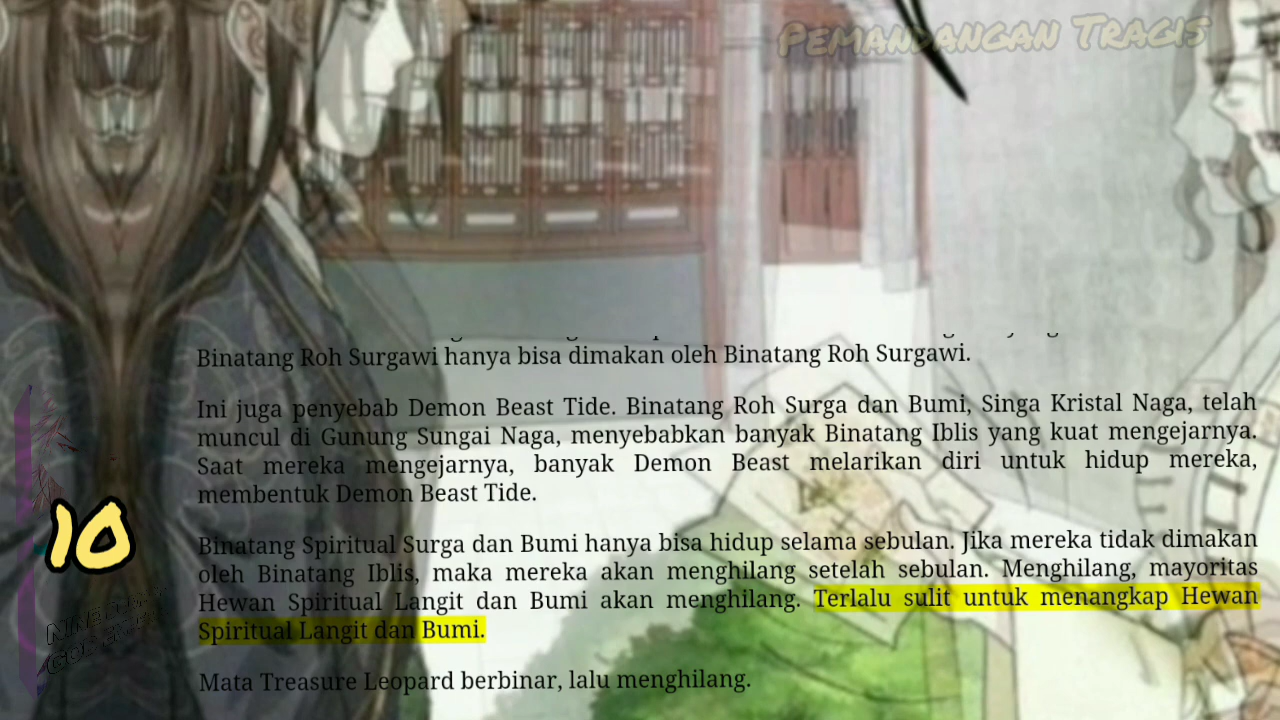 Pemandangan Tragis
Binatang Roh Surgawi hanya bisa dimakan oleh Binatang Roh Surgawi.
Ini juga penyebab Demon Beast Tide. Binatang Roh Surga dan Bumi, Singa Kristal Naga, telah
muncul di Gunung Sungai Naga, menyebabkan banyak Binatang Iblis yang kuat mengejarnya.
Saat mereka mengejarnya, banyak Demon Beast melarikan diri untuk hidup mereka,
membentuk Demon Beast Tide.
10
Binatang Spiritual Surga dan Bumi hanya bisa hidup selama sebulan. Jika mereka tidak dimakan
oleh Binatang Iblis, maka mereka akan menghilang setelah sebulan. Menghilang, mayoritas
Hewan Spiritual Langit dan Bumi akan menghilang. Terlalu sulit untuk menangkap Hewan
Spiritual Langit dan Bumi.
Mata Treasure Leopard berbinar, lalu menghilang.